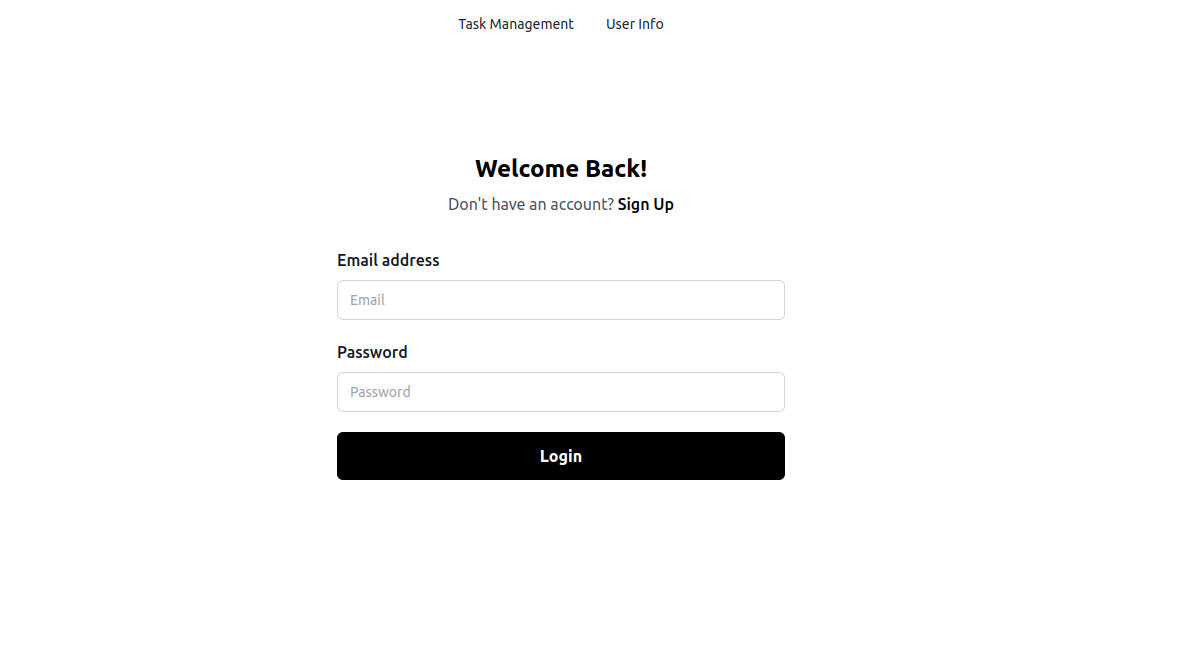 Task Management User Info
Welcome Back!
Don't have an account? Sign Up
Email address
Email
Password
Password
Login